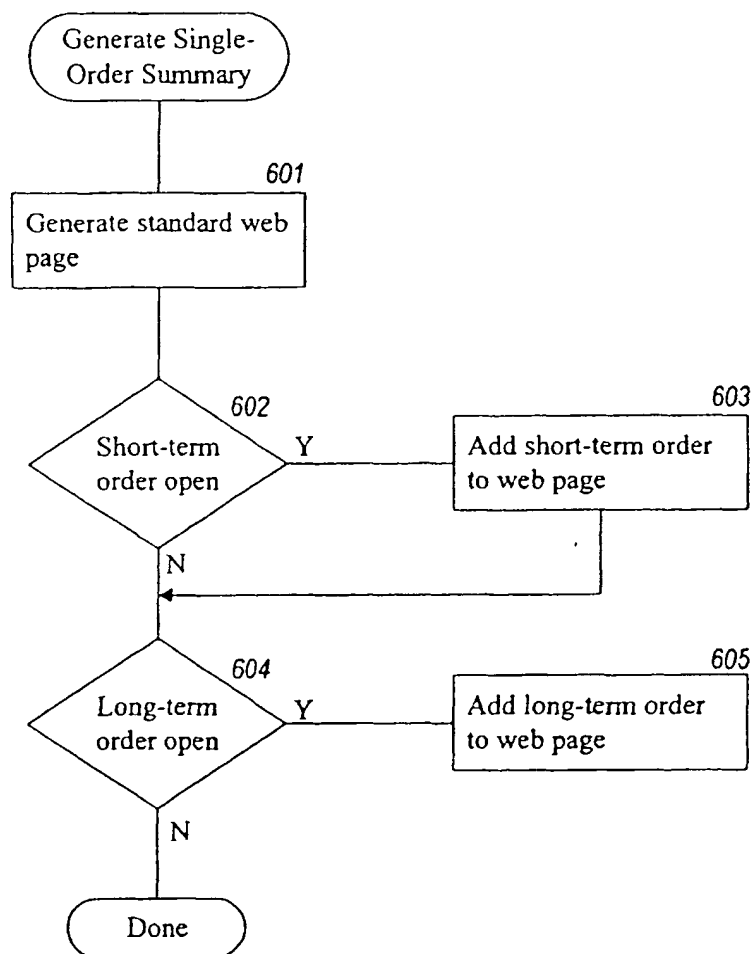 Generate Single-
Order Summary
601
Generate standard web
page
602
Short-term
order open
Y
N
603
Add short-term order
to web page
604
Long-term
order open
Y
N
605
Add long-term order
to web page
Done